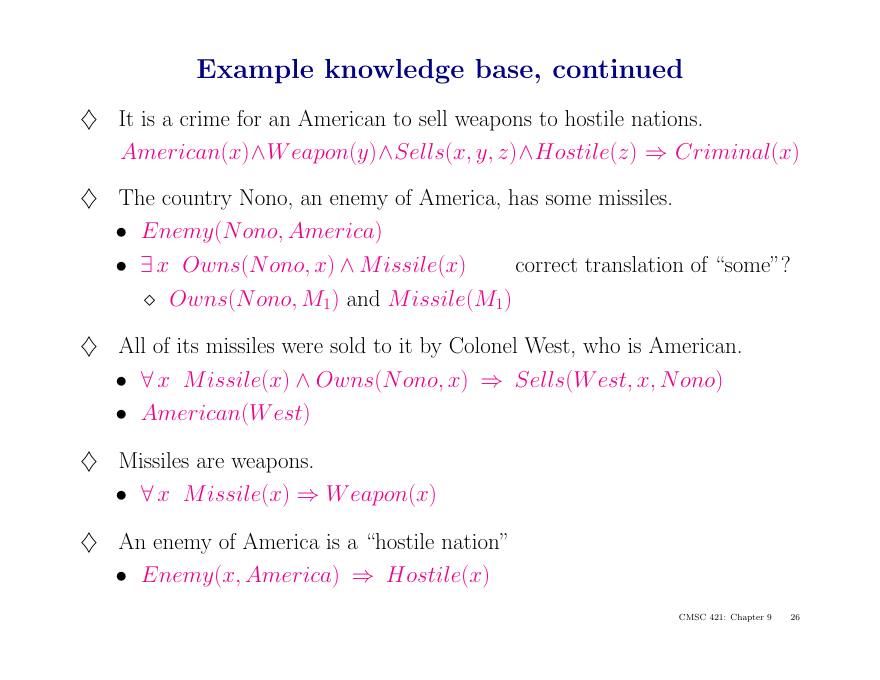 Example knowledge base, continued
♢ It is a crime for an American to sell weapons to hostile nations.
American(x)∧Weapon(y)∧Sells(x, y, z)∧Hostile(z) ⇒ Criminal(x)
♢ The country Nono, an enemy of America, has some missiles.
• Enemy(Nono, America)
• ∃ x Owns(Nono, x) ∧ Missile(x) correct translation of “some”?
⋄ Owns(Nono, M₁) and Missile(M₁)
♢ All of its missiles were sold to it by Colonel West, who is American.
• ∀ x Missile(x) ∧ Owns(Nono, x) ⇒ Sells(West, x, Nono)
• American(West)
♢ Missiles are weapons.
• ∀ x Missile(x) ⇒ Weapon(x)
♢ An enemy of America is a “hostile nation”
• Enemy(x, America) ⇒ Hostile(x)
CMSC 421: Chapter 9 26